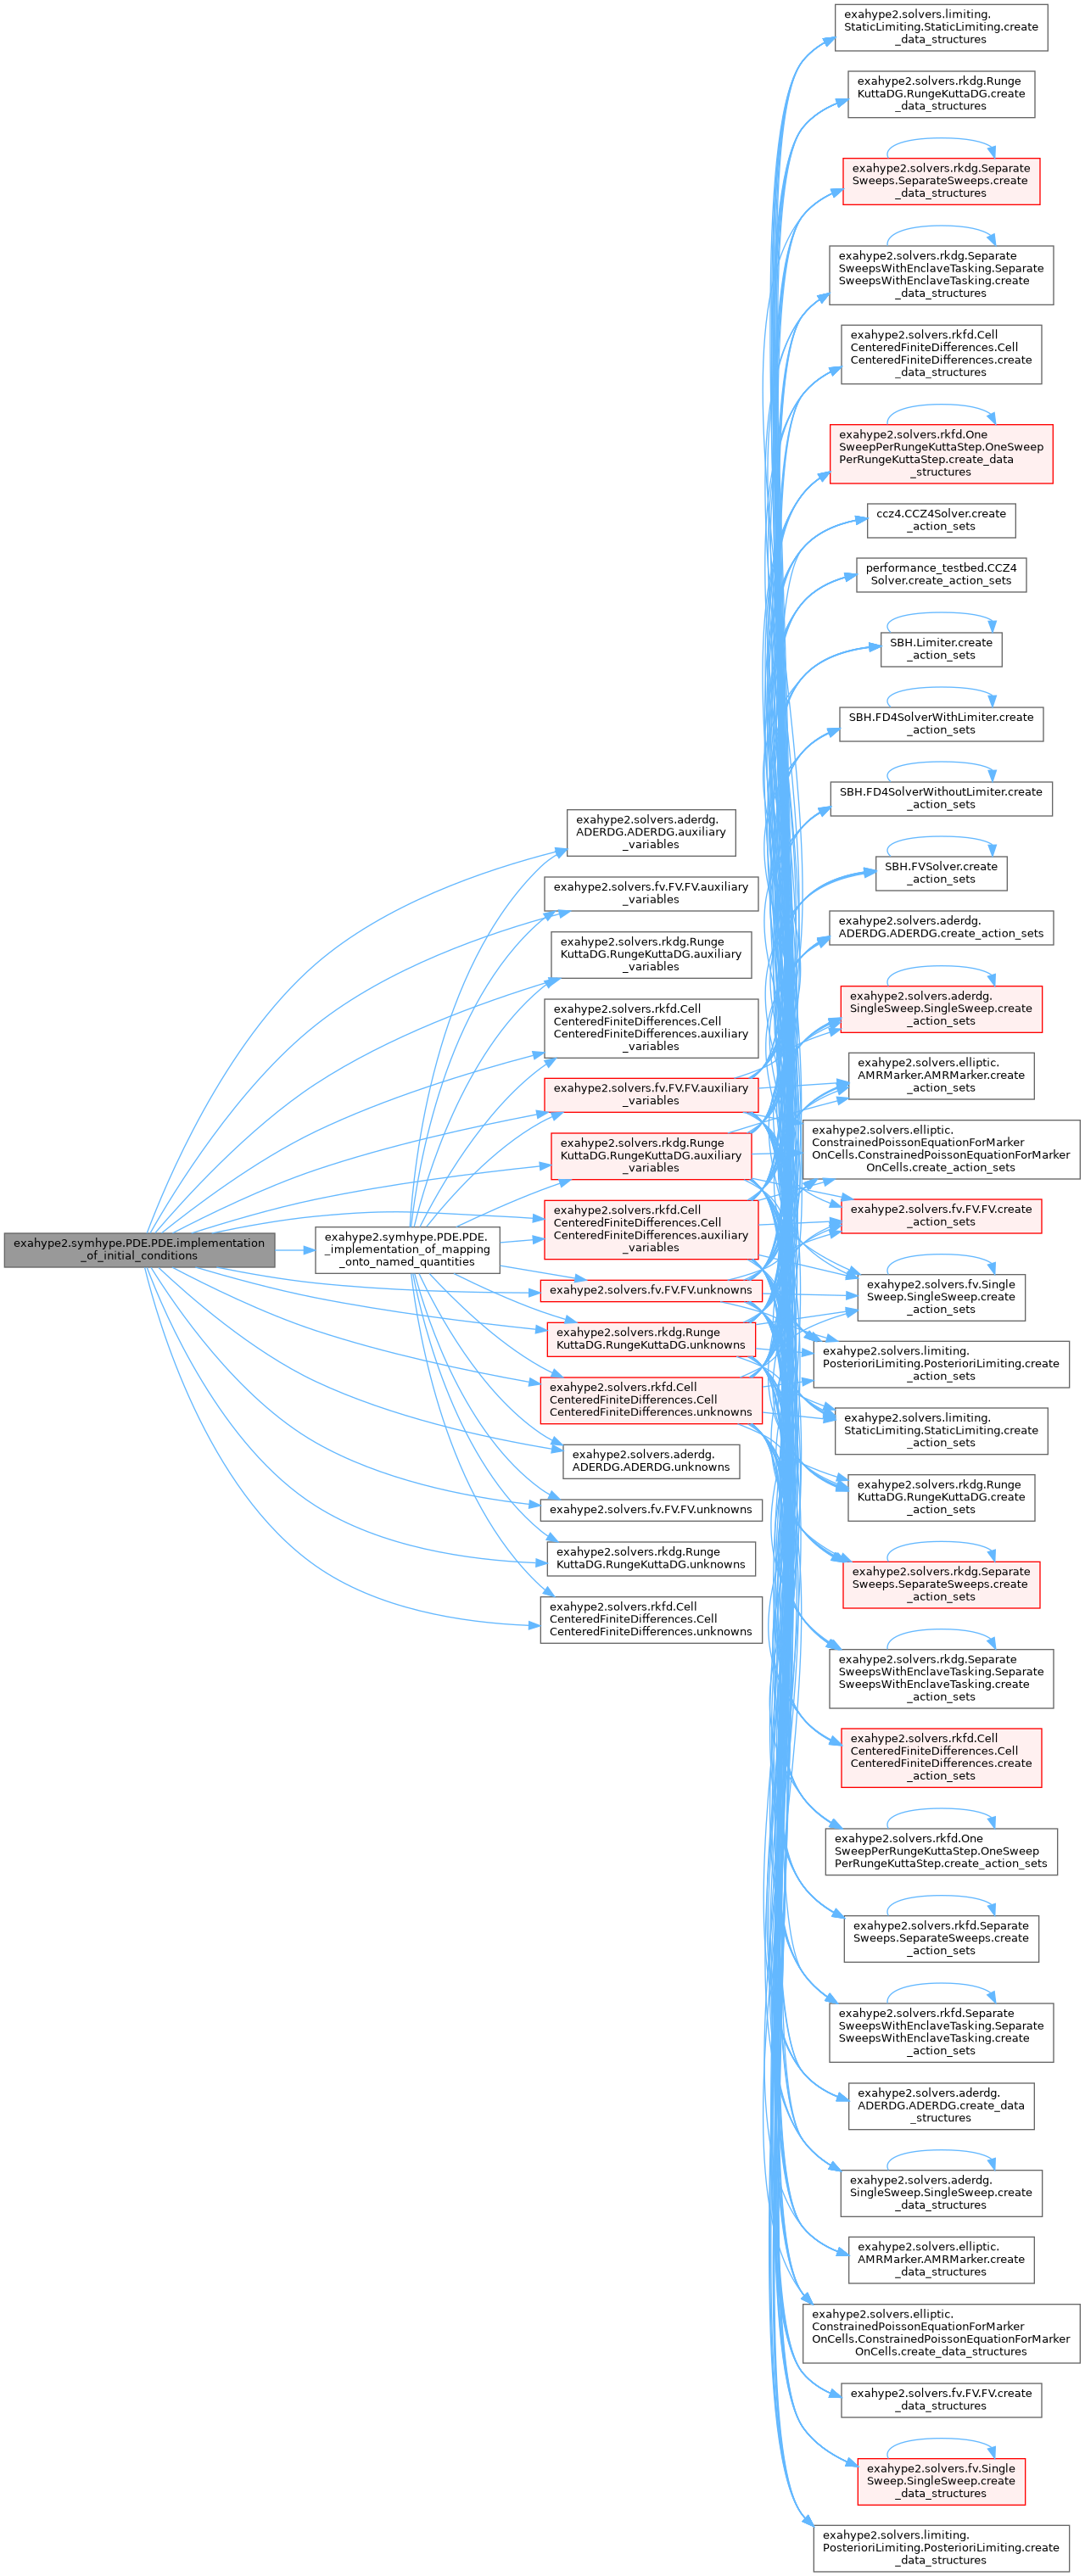 exahype2.symhype.PDE.PDE.implementation
_of_initial_conditions
exahype2.symhype.PDE.PDE.
_implementation_of_mapping
_onto_named_quantities
exahype2.solvers.aderdg.
ADERDG.ADERDG.auxiliary
_variables
exahype2.solvers.fv.FV.FV.auxiliary
_variables
exahype2.solvers.rkdg.Runge
KuttaDG.RungeKuttaDG.auxiliary
_variables
exahype2.solvers.rkfd.Cell
CenteredFiniteDifferences.Cell
CenteredFiniteDifferences.auxiliary
_variables
exahype2.solvers.fv.FV.FV.auxiliary
_variables
exahype2.solvers.rkdg.Runge
KuttaDG.RungeKuttaDG.auxiliary
_variables
exahype2.solvers.rkfd.Cell
CenteredFiniteDifferences.Cell
CenteredFiniteDifferences.auxiliary
_variables
exahype2.solvers.fv.FV.FV.unknowns
exahype2.solvers.rkdg.Runge
KuttaDG.RungeKuttaDG.unknowns
exahype2.solvers.rkfd.Cell
CenteredFiniteDifferences.Cell
CenteredFiniteDifferences.unknowns
exahype2.solvers.aderdg.
ADERDG.ADERDG.unknowns
exahype2.solvers.fv.FV.FV.unknowns
exahype2.solvers.rkdg.Runge
KuttaDG.RungeKuttaDG.unknowns
exahype2.solvers.rkfd.Cell
CenteredFiniteDifferences.Cell
CenteredFiniteDifferences.unknowns
exahype2.solvers.limiting.
StaticLimiting.StaticLimiting.create
_data_structures
exahype2.solvers.rkdg.Runge
KuttaDG.RungeKuttaDG.create
_data_structures
exahype2.solvers.rkdg.Separate
Sweeps.SeparateSweeps.create
_data_structures
exahype2.solvers.rkdg.Separate
SweepsWithEnclaveTasking.Separate
SweepsWithEnclaveTasking.create
_data_structures
exahype2.solvers.rkfd.Cell
CenteredFiniteDifferences.Cell
CenteredFiniteDifferences.create
_data_structures
exahype2.solvers.rkfd.One
SweepPerRungeKuttaStep.OneSweep
PerRungeKuttaStep.create_data
_structures
ccz4.CCZ4Solver.create
_action_sets
performance_testbed.CCZ4
Solver.create_action_sets
SBH.Limiter.create
_action_sets
SBH.FD4SolverWithLimiter.create
_action_sets
SBH.FD4SolverWithoutLimiter.create
_action_sets
SBH.FVSolver.create
_action_sets
exahype2.solvers.aderdg.
ADERDG.ADERDG.create_action_sets
exahype2.solvers.aderdg.
SingleSweep.SingleSweep.create
_action_sets
exahype2.solvers.elliptic.
AMRMarker.AMRMarker.create
_action_sets
exahype2.solvers.elliptic.
ConstrainedPoissonEquationForMarker
OnCells.ConstrainedPoissonEquationForMarker
OnCells.create_action_sets
exahype2.solvers.fv.FV.FV.create
_action_sets
exahype2.solvers.fv.Single
Sweep.SingleSweep.create
_action_sets
exahype2.solvers.limiting.
PosterioriLimiting.PosterioriLimiting.create
_action_sets
exahype2.solvers.limiting.
StaticLimiting.StaticLimiting.create
_action_sets
exahype2.solvers.rkdg.Runge
KuttaDG.RungeKuttaDG.create
_action_sets
exahype2.solvers.rkdg.Separate
Sweeps.SeparateSweeps.create
_action_sets
exahype2.solvers.rkdg.Separate
SweepsWithEnclaveTasking.Separate
SweepsWithEnclaveTasking.create
_action_sets
exahype2.solvers.rkfd.Cell
CenteredFiniteDifferences.Cell
CenteredFiniteDifferences.create
_action_sets
exahype2.solvers.rkfd.One
SweepPerRungeKuttaStep.OneSweep
PerRungeKuttaStep.create_action_sets
exahype2.solvers.rkfd.Separate
Sweeps.SeparateSweeps.create
_action_sets
exahype2.solvers.rkfd.Separate
SweepsWithEnclaveTasking.Separate
SweepsWithEnclaveTasking.create
_action_sets
exahype2.solvers.aderdg.
ADERDG.ADERDG.create_data
_structures
exahype2.solvers.aderdg.
SingleSweep.SingleSweep.create
_data_structures
exahype2.solvers.elliptic.
AMRMarker.AMRMarker.create
_data_structures
exahype2.solvers.elliptic.
ConstrainedPoissonEquationForMarker
OnCells.ConstrainedPoissonEquationForMarker
OnCells.create_data_structures
exahype2.solvers.fv.FV.FV.create
_data_structures
exahype2.solvers.fv.Single
Sweep.SingleSweep.create
_data_structures
exahype2.solvers.limiting.
PosterioriLimiting.PosterioriLimiting.create
_data_structures